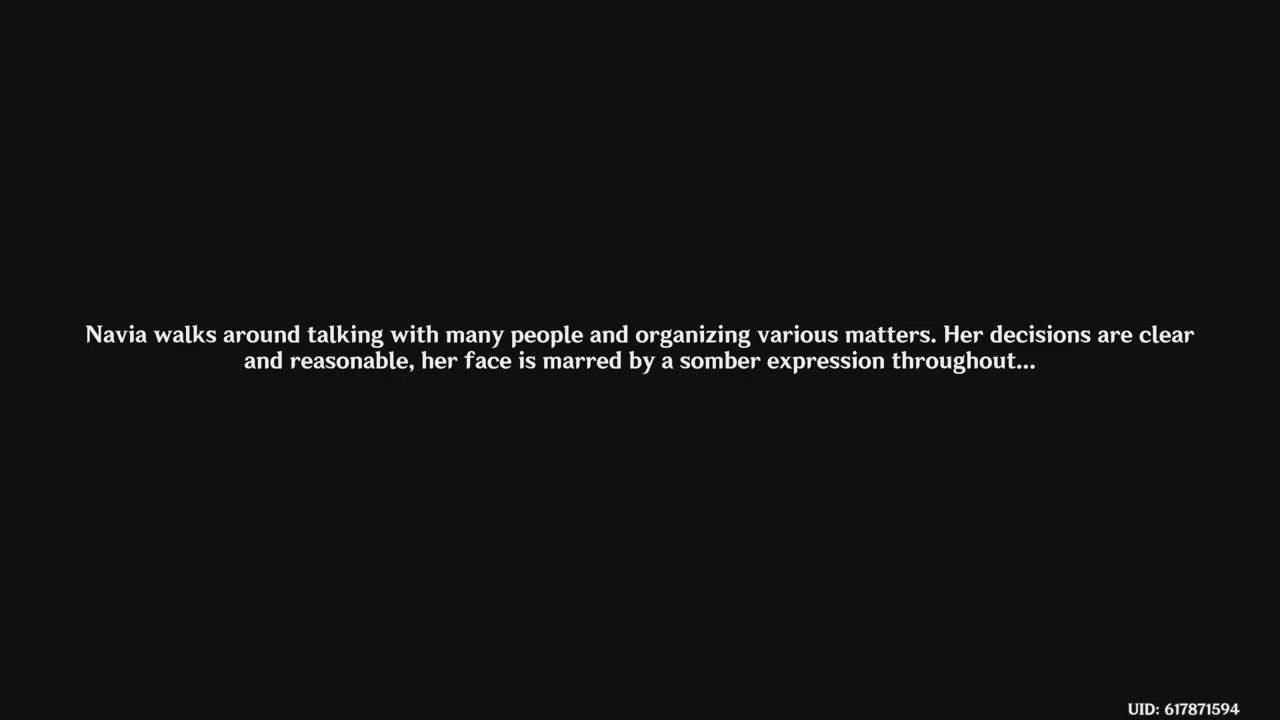 Navia walks around talking with many people and organizing various matters. Her decisions are clear
and reasonable, her face is marred by a somber expression throughout...
UID: 617871594